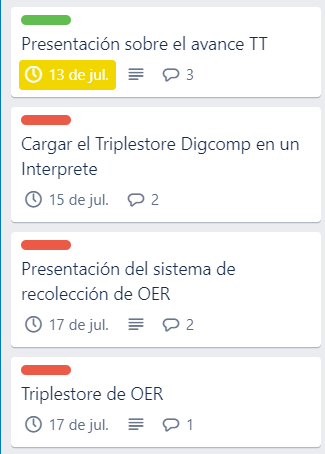 Presentación sobre el avance TT
13 de jul. 3
Cargar el Triplestore Digcomp en un
Interprete
15 de jul. 2
Presentación del sistema de
recolección de OER
17 de jul. 2
Triplestore de OER
17 de jul. 1